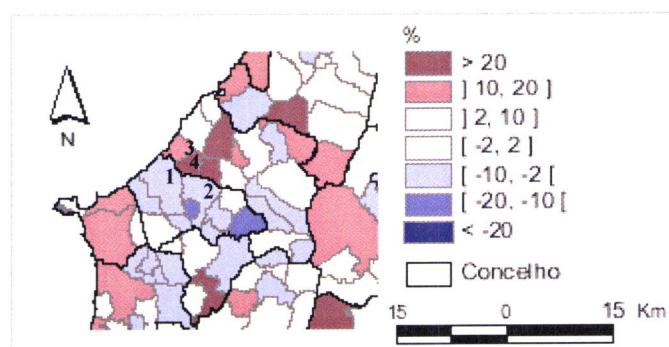 %
> 20
] 10, 20 ]
] 2, 10 ]
[ -2, 2 ]
[ -10, -2 [
[ -20, -10 [
< -20
Concelho
15 0 15 Km
N
3
4
1
2